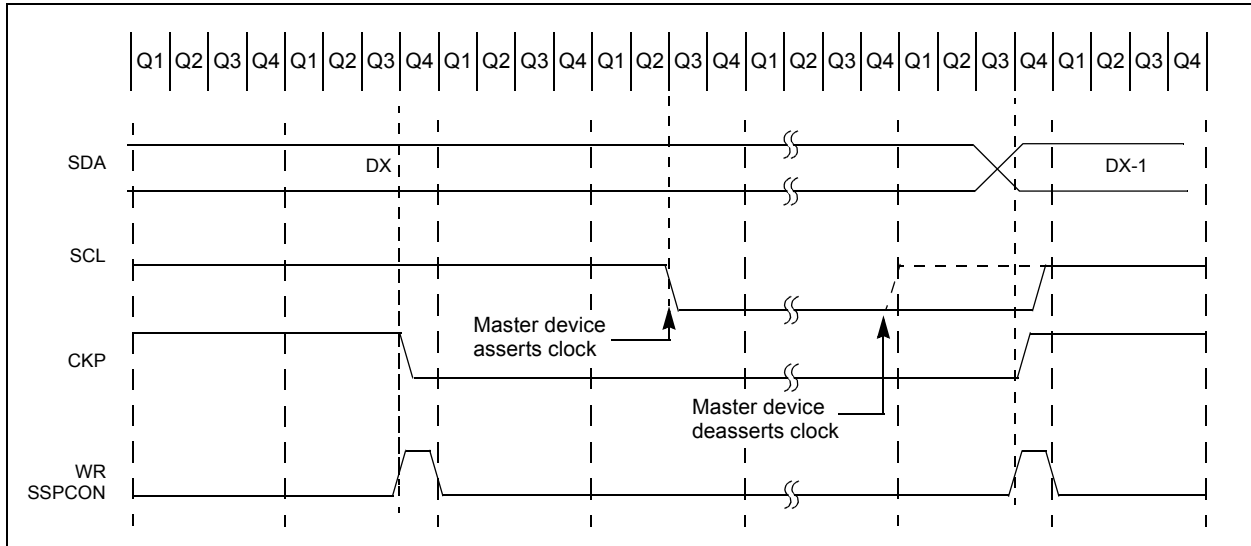 Q1 Q2 Q3 Q4 Q1 Q2 Q3 Q4 Q1 Q2 Q3 Q4 Q1 Q2 Q3 Q4 Q1 Q2 Q3 Q4 Q1 Q2 Q3 Q4 Q1 Q2 Q3 Q4
SDA DX DX-1
SCL
Master device
asserts clock
CKP
Master device
deasserts clock
WR
SSPCON